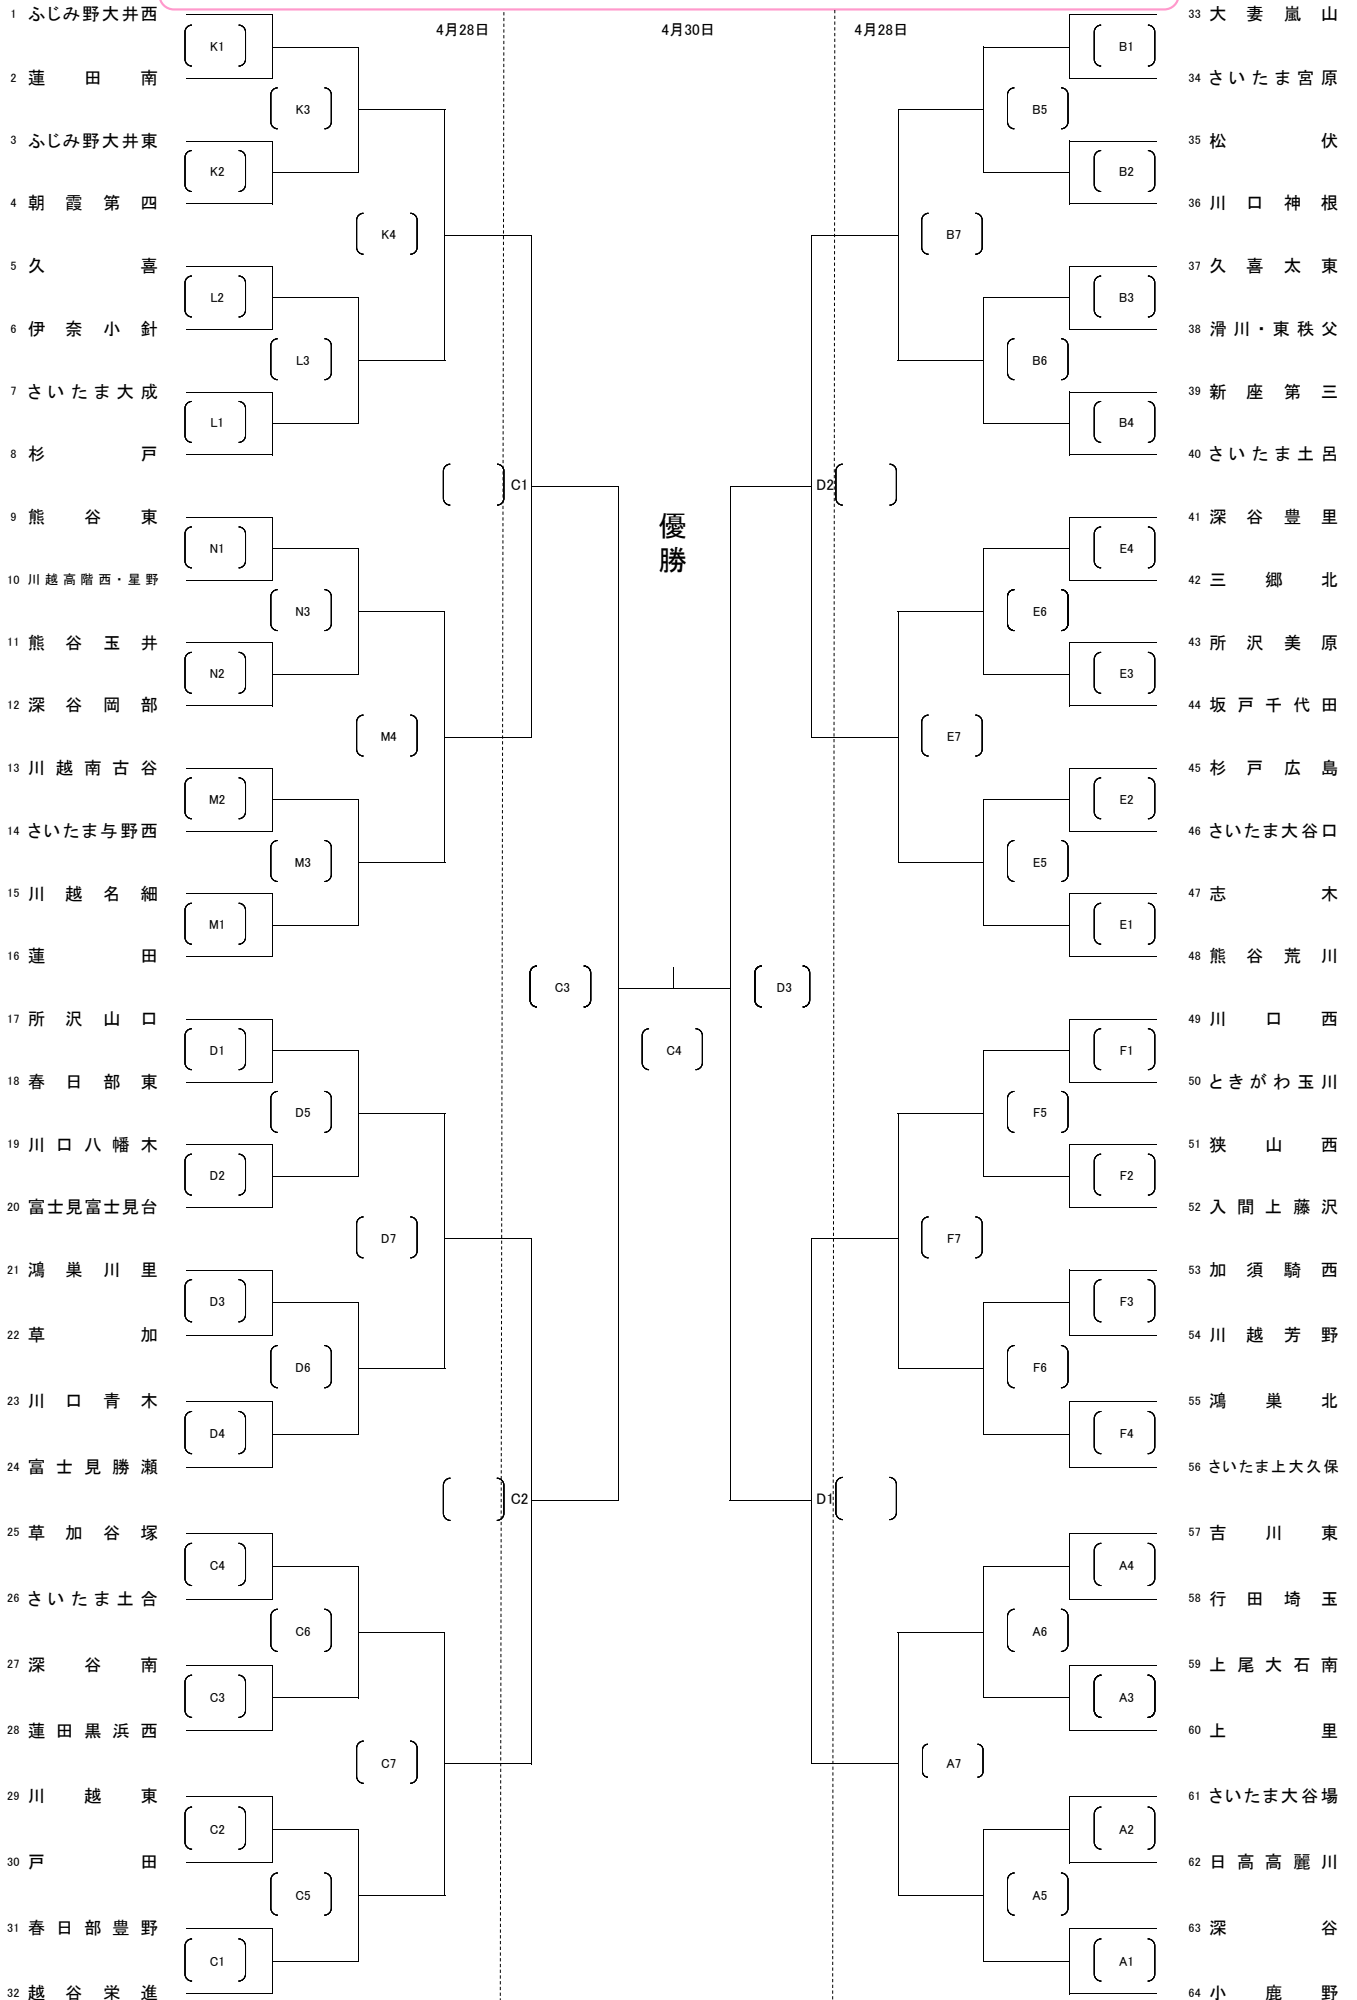 4月28日
4月30日
4月28日
1 ふじみ野大井西
K1
2 蓮田南
K3
3 ふじみ野大井東
K2
4 朝霞第四
K4
5 久喜
L2
6 伊奈小針
L3
7 さいたま大成
L1
8 杉戸
C1
9 熊谷東
N1
10 川越高階西・星野
N3
11 熊谷玉井
N2
12 深谷岡部
M4
13 川越南古谷
M2
14 さいたま与野西
M3
15 川越名細
M1
16 蓮田
C3
17 所沢山口
D1
18 春日部東
D5
19 川口八幡木
D2
20 富士見富士見台
D7
21 鴻巣川里
D3
22 草加
D6
23 川口青木
D4
24 富士見勝瀬
C2
25 草加谷塚
C4
26 さいたま土合
C6
27 深谷南
C3
28 蓮田黒浜西
C7
29 川越東
C2
30 戸田
C5
31 春日部豊野
C1
32 越谷栄進
優勝
C4
33 大妻嵐山
B1
34 さいたま宮原
B5
35 松伏
B2
36 川口神根
B7
37 久喜太東
B3
38 滑川・東秩父
B6
39 新座第三
B4
40 さいたま土呂
D2
41 深谷豊里
E4
42 三郷北
E6
43 所沢美原
E3
44 坂戸千代田
E7
45 杉戸広島
E2
46 さいたま大谷口
E5
47 志木
E1
48 熊谷荒川
D3
49 川口西
F1
50 ときがわ玉川
F5
51 狭山西
F2
52 入間上藤沢
F7
53 加須騎西
F3
54 川越芳野
F6
55 鴻巣北
F4
56 さいたま上大久保
D1
57 吉川東
A4
58 行田埼玉
A6
59 上尾大石南
A3
60 上里
A7
61 さいたま大谷場
A2
62 日高高麗川
A5
63 深谷
A1
64 小鹿野